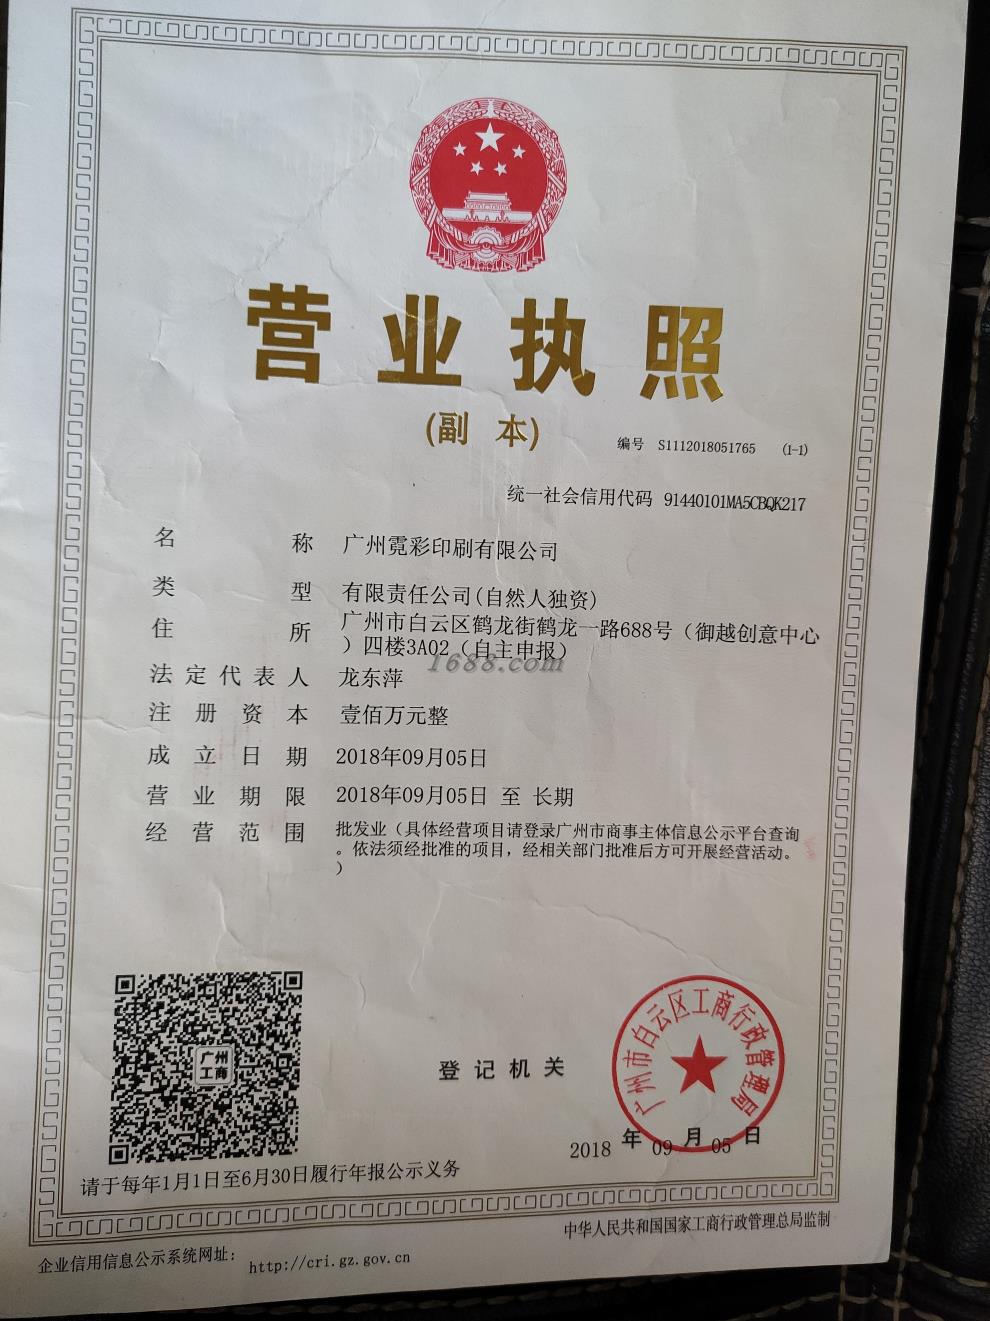 营业执照
(副本)
编号 S1112018051765 (1-1)
统一社会信用代码 91440101MA5CBQK217
名称 广州霓彩印刷有限公司
类型 有限责任公司(自然人独资)
住所 广州市白云区鹤龙街鹤龙一路688号（御越创意中心
）四楼3A02（自主申报）
1688.com
法定代表人 龙东萍
注册资本 壹佰万元整
成立日期 2018年09月05日
营业期限 2018年09月05日 至 长期
经营范围 批发业（具体经营项目请登录广州市商事主体信息公示平台查询
。依法须经批准的项目，经相关部门批准后方可开展经营活动。
）
广州
工商
登记机关
广州市白云区工商行政管理局
2018 年 09 月 05 日
请于每年1月1日至6月30日履行年报公示义务
中华人民共和国国家工商行政管理总局监制
企业信用信息公示系统网址： http://cri.gz.gov.cn